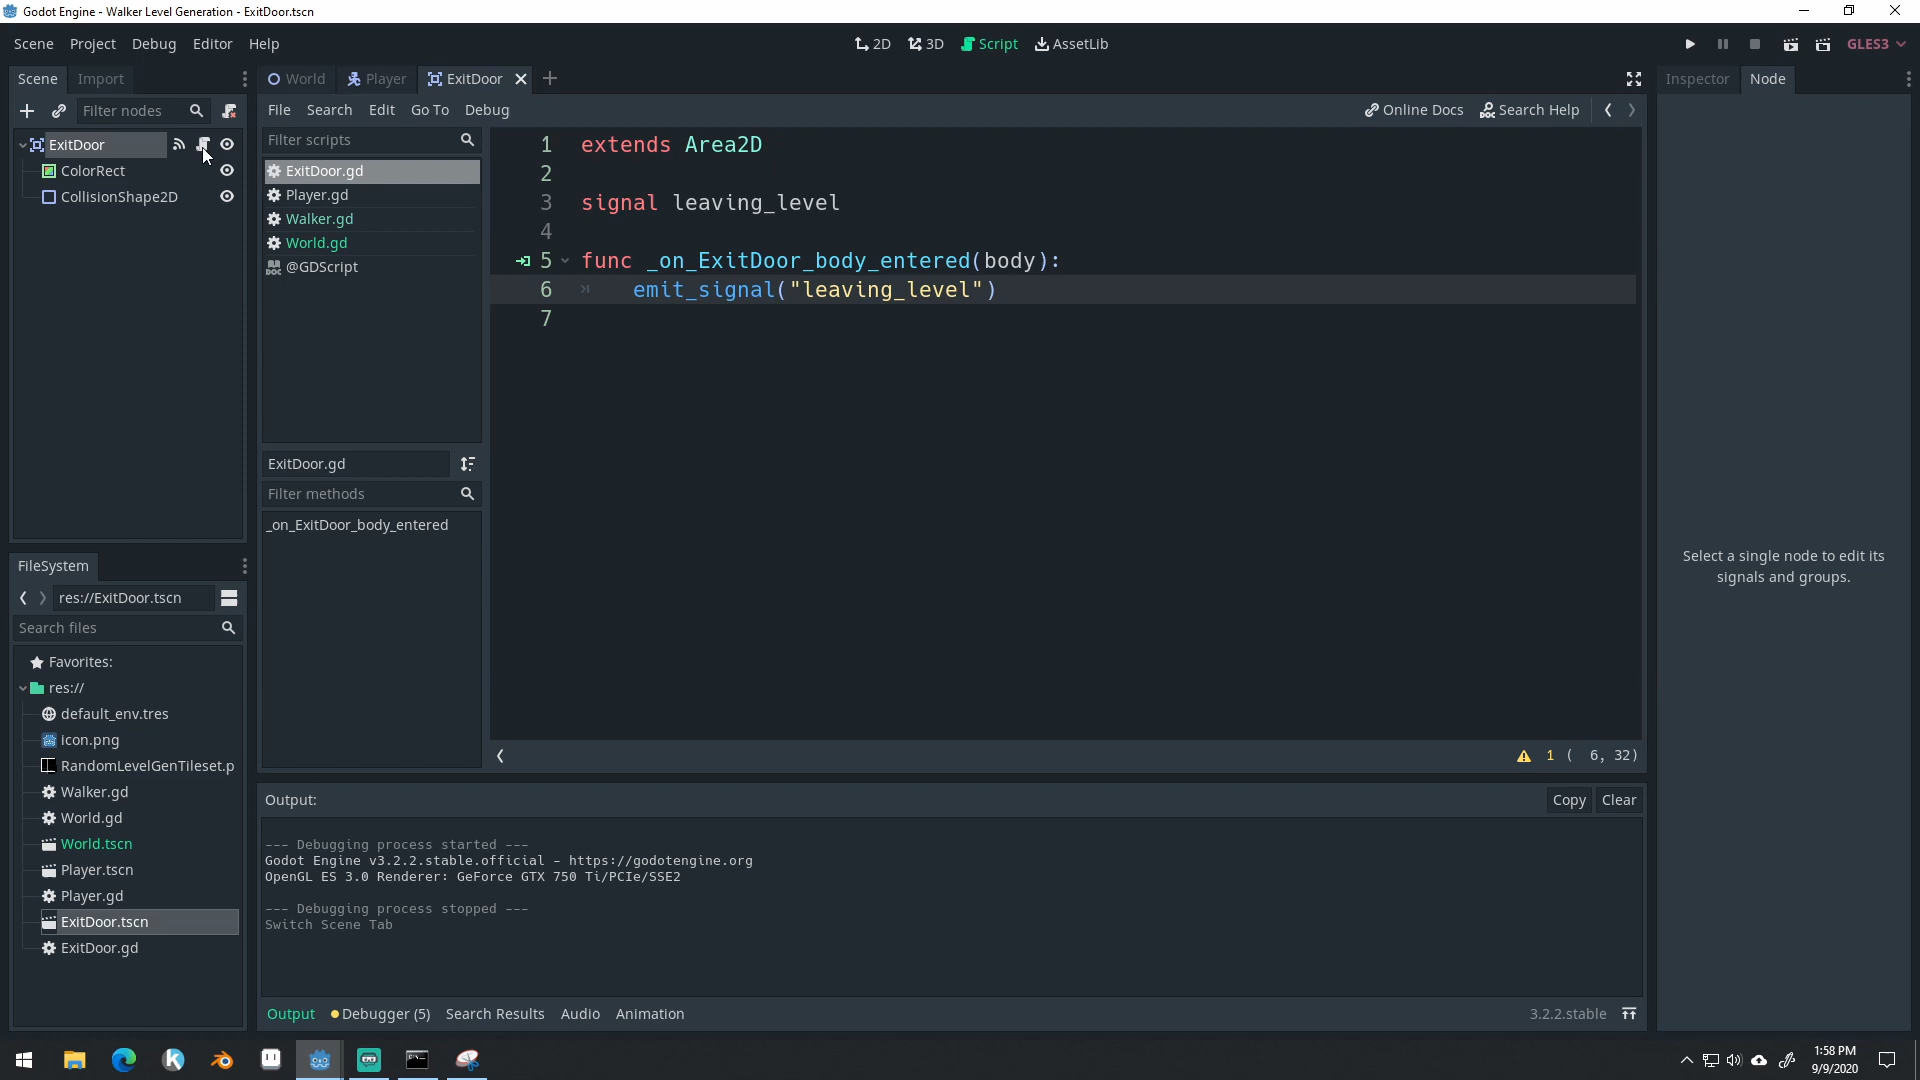 Godot Engine - Walker Level Generation - ExitDoor.tscn
Scene Project Debug Editor Help
2D 3D Script AssetLib
GLES3
Scene Import
World Player ExitDoor
Inspector Node
Filter nodes
File Search Edit Go To Debug
Online Docs Search Help
ExitDoor
ColorRect
CollisionShape2D
Filter scripts
ExitDoor.gd
Player.gd
Walker.gd
World.gd
@GDScript
ExitDoor.gd
Filter methods
_on_ExitDoor_body_entered
1 extends Area2D
2
3 signal leaving_level
4
5 func _on_ExitDoor_body_entered(body):
6 emit_signal("leaving_level")
7
1 ( 6, 32)
Select a single node to edit its
signals and groups.
FileSystem
res://ExitDoor.tscn
Search files
Favorites:
res://
default_env.tres
icon.png
RandomLevelGenTileset.p
Walker.gd
World.gd
World.tscn
Player.tscn
Player.gd
ExitDoor.tscn
ExitDoor.gd
Output:
Copy Clear
--- Debugging process started ---
Godot Engine v3.2.2.stable.official - https://godotengine.org
OpenGL ES 3.0 Renderer: GeForce GTX 750 Ti/PCIe/SSE2
--- Debugging process stopped ---
Switch Scene Tab
Output Debugger (5) Search Results Audio Animation
3.2.2.stable
1:58 PM
9/9/2020